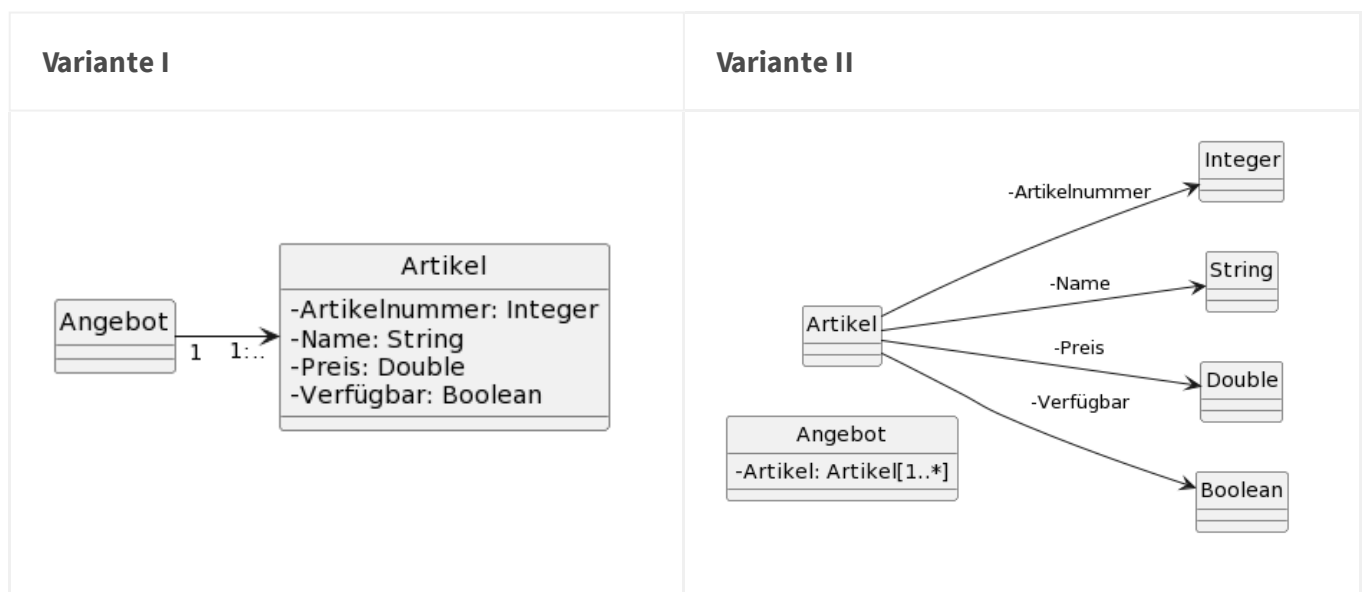 Variante I
Variante II
Angebot
1
1:..
Artikel
-Artikelnummer: Integer
-Name: String
-Preis: Double
-Verfügbar: Boolean
Artikel
-Artikelnummer
Integer
-Name
String
-Preis
Double
-Verfügbar
Boolean
Angebot
-Artikel: Artikel[1..*]